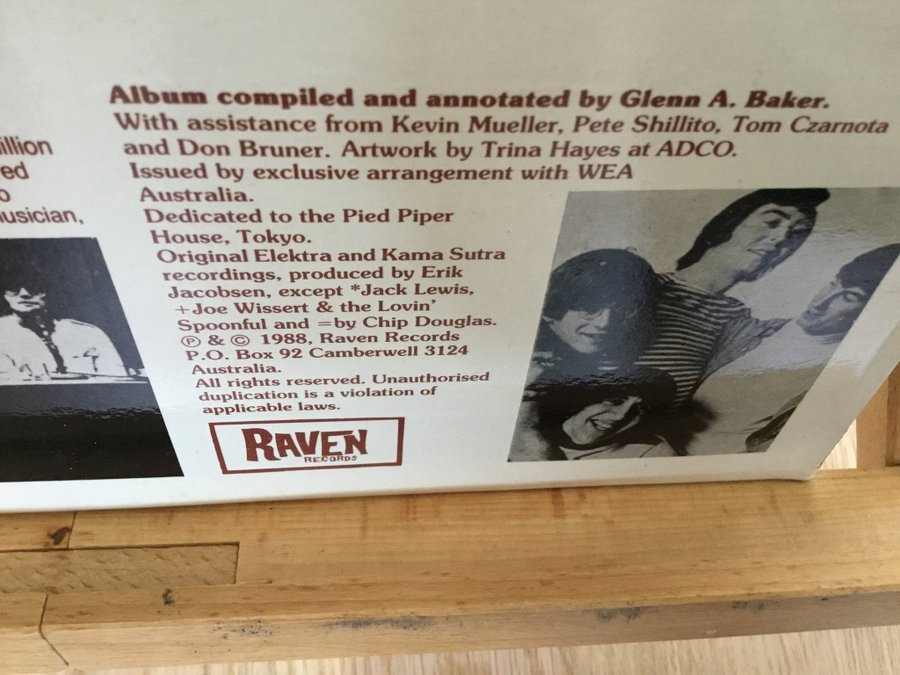 illion
ed
o
usician,
Album compiled and annotated by Glenn A. Baker.
With assistance from Kevin Mueller, Pete Shillito, Tom Czarnota
and Don Bruner. Artwork by Trina Hayes at ADCO.
Issued by exclusive arrangement with WEA
Australia.
Dedicated to the Pied Piper
House, Tokyo.
Original Elektra and Kama Sutra
recordings, produced by Erik
Jacobsen, except *Jack Lewis,
+Joe Wissert & the Lovin'
Spoonful and =by Chip Douglas.
Ⓟ & © 1988, Raven Records
P.O. Box 92 Camberwell 3124
Australia.
All rights reserved. Unauthorised
duplication is a violation of
applicable laws.
RAVEN
RECORDS